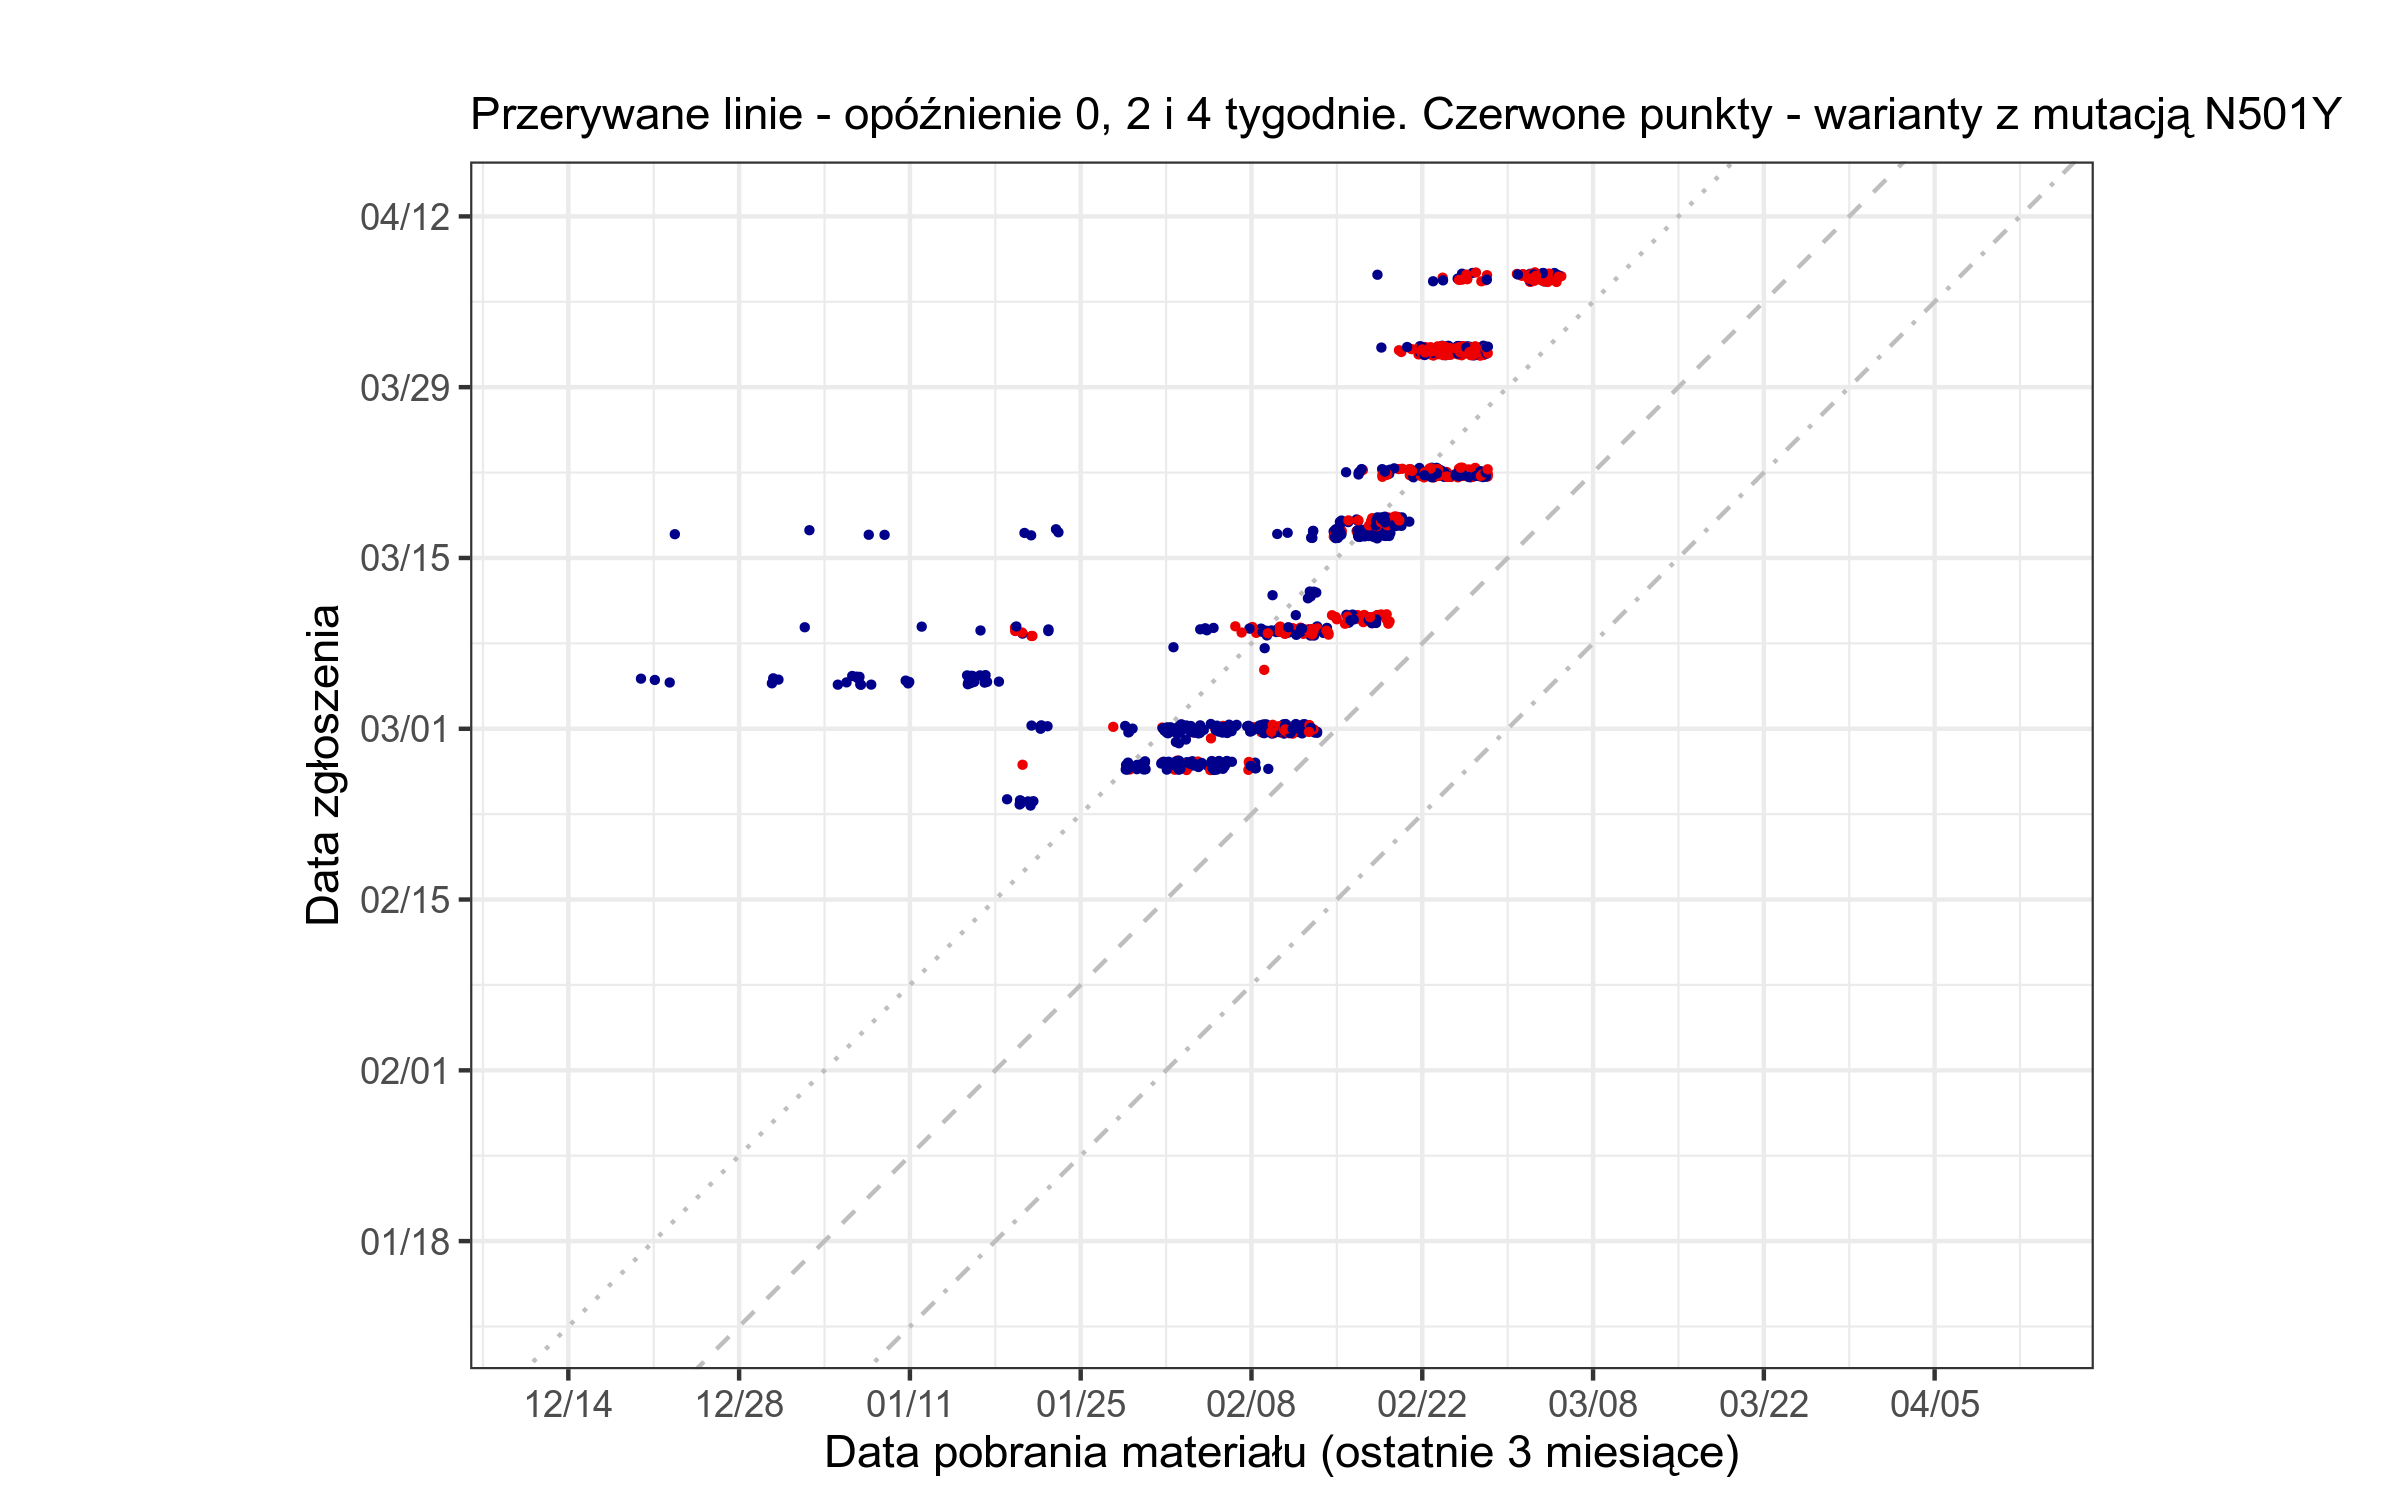 Przerywane linie - opóźnienie 0, 2 i 4 tygodnie. Czerwone punkty - warianty z mutacją N501Y
04/12
03/29
03/15
03/01
02/15
02/01
01/18
Data zgłoszenia
12/14 12/28 01/11 01/25 02/08 02/22 03/08 03/22 04/05
Data pobrania materiału (ostatnie 3 miesiące)